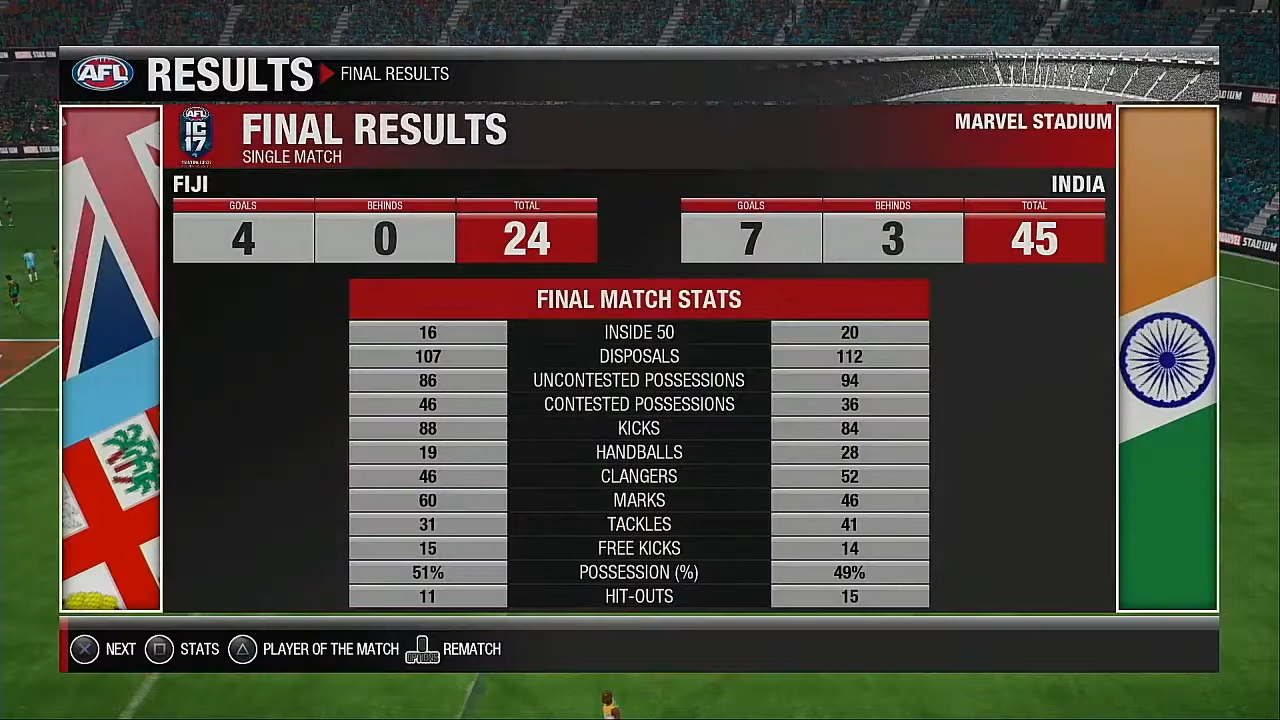 AFL RESULTS FINAL RESULTS
AFL
IC
17
FINAL RESULTS
MARVEL STADIUM
SINGLE MATCH
FIJI INDIA
GOALS BEHINDS TOTAL GOALS BEHINDS TOTAL
4 0 24 7 3 45
FINAL MATCH STATS
16 INSIDE 50 20
107 DISPOSALS 112
86 UNCONTESTED POSSESSIONS 94
46 CONTESTED POSSESSIONS 36
88 KICKS 84
19 HANDBALLS 28
46 CLANGERS 52
60 MARKS 46
31 TACKLES 41
15 FREE KICKS 14
51% POSSESSION (%) 49%
11 HIT-OUTS 15
NEXT STATS PLAYER OF THE MATCH OPTIONS REMATCH
MARVEL STADIUM